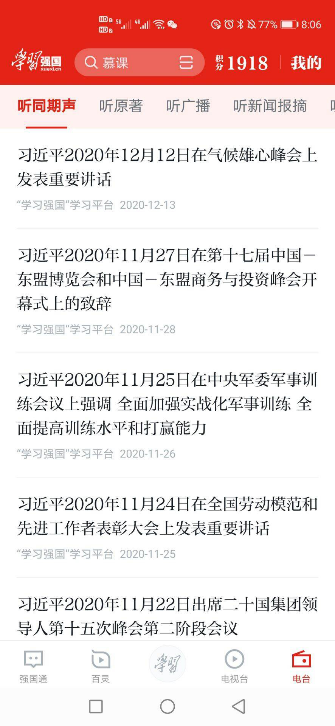 77% 8:06
学习强国 慕课 积分 1918 我的
听同期声 听原著 听广播 听新闻报摘
习近平2020年12月12日在气候雄心峰会上
发表重要讲话
“学习强国”学习平台 2020-12-13
习近平2020年11月27日在第十七届中国－
东盟博览会和中国－东盟商务与投资峰会开
幕式上的致辞
“学习强国”学习平台 2020-11-28
习近平2020年11月25日在中央军委军事训
练会议上强调 全面加强实战化军事训练 全
面提高训练水平和打赢能力
“学习强国”学习平台 2020-11-26
习近平2020年11月24日在全国劳动模范和
先进工作者表彰大会上发表重要讲话
“学习强国”学习平台 2020-11-25
习近平2020年11月22日出席二十国集团领
导人第十五次峰会第二阶段会议
强国通 百灵 学习 电视台 电台